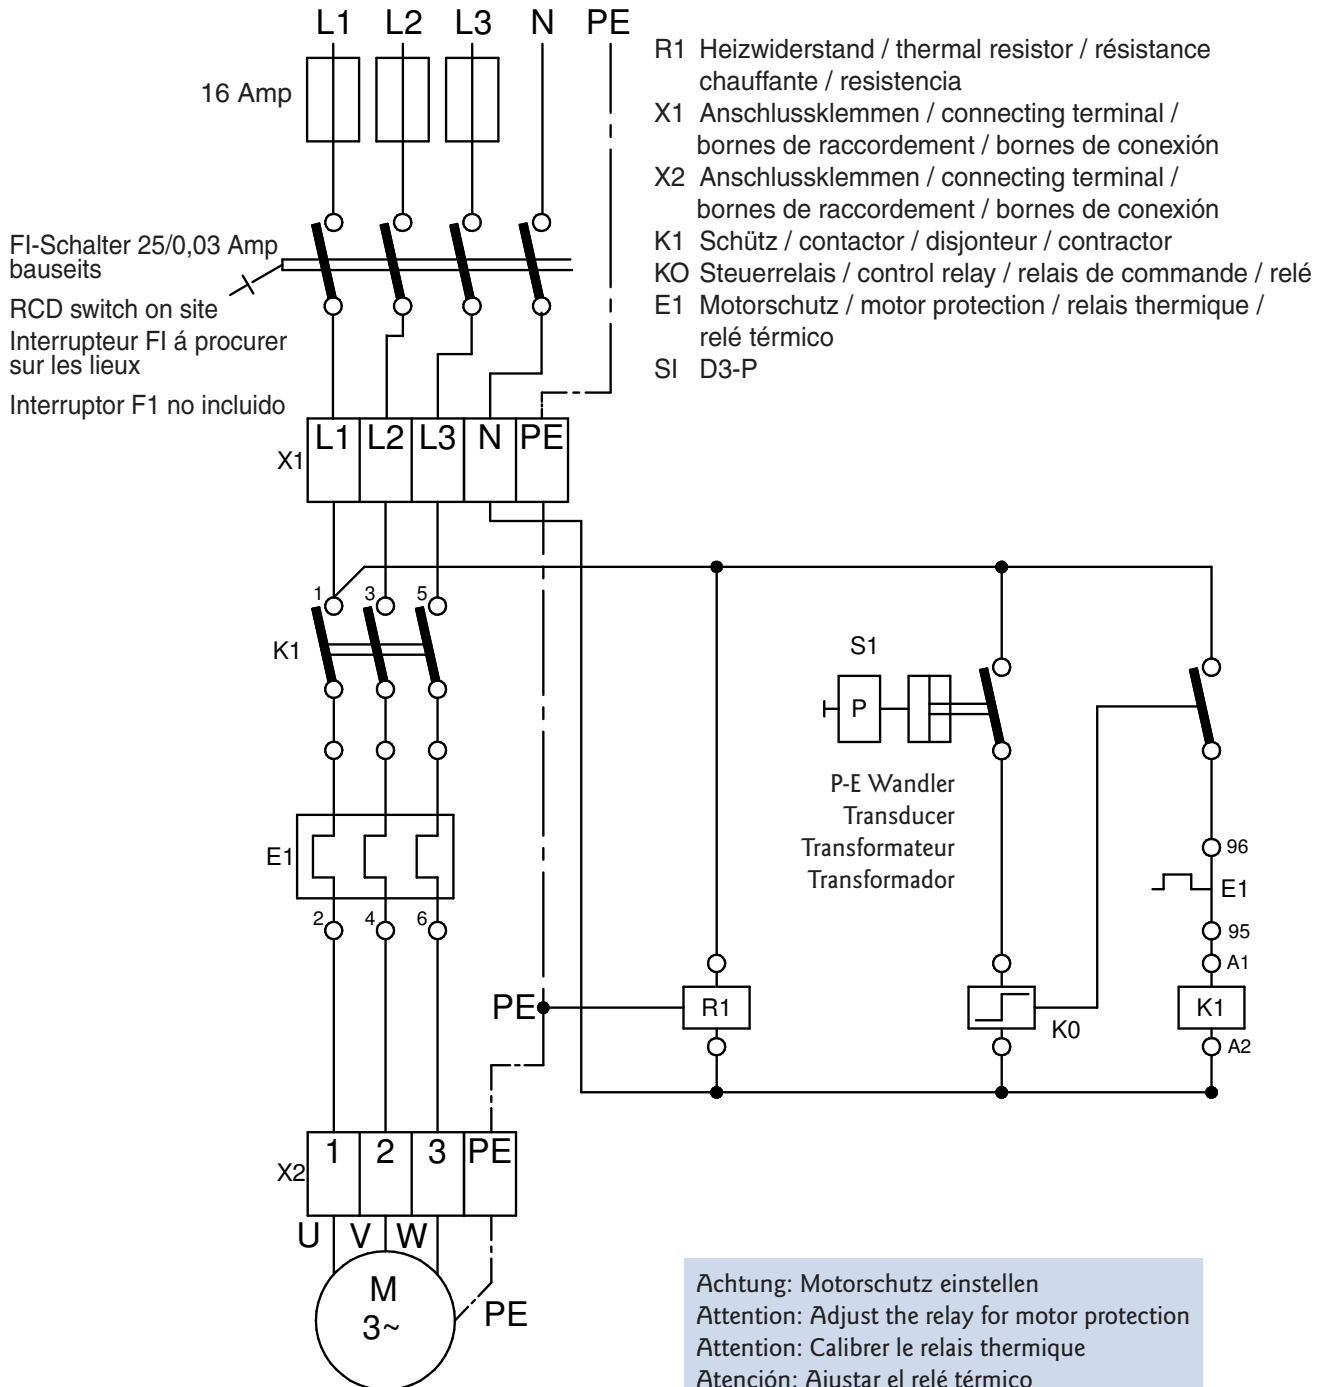 L1 L2 L3 N PE
16 Amp
R1 Heizwiderstand / thermal resistor / résistance
chauffante / resistencia
X1 Anschlussklemmen / connecting terminal /
bornes de raccordement / bornes de conexión
X2 Anschlussklemmen / connecting terminal /
bornes de raccordement / bornes de conexión
K1 Schütz / contactor / disjonteur / contractor
KO Steuerrelais / control relay / relais de commande / relé
E1 Motorschutz / motor protection / relais thermique /
relé térmico
SI D3-P
FI-Schalter 25/0,03 Amp
bauseits
RCD switch on site
Interrupteur FI á procurer
sur les lieux
Interruptor F1 no incluido
X1 L1 L2 L3 N PE
1 3 5
K1
S1
P
P-E Wandler
Transducer
Transformateur
Transformador
E1
96
E1
95
A1
2 4 6
PE
R1
K0
K1
A2
X2 1 2 3 PE
U V W
M
3~
PE
Achtung: Motorschutz einstellen
Attention: Adjust the relay for motor protection
Attention: Calibrer le relais thermique
Atención: Ajustar el relé térmico